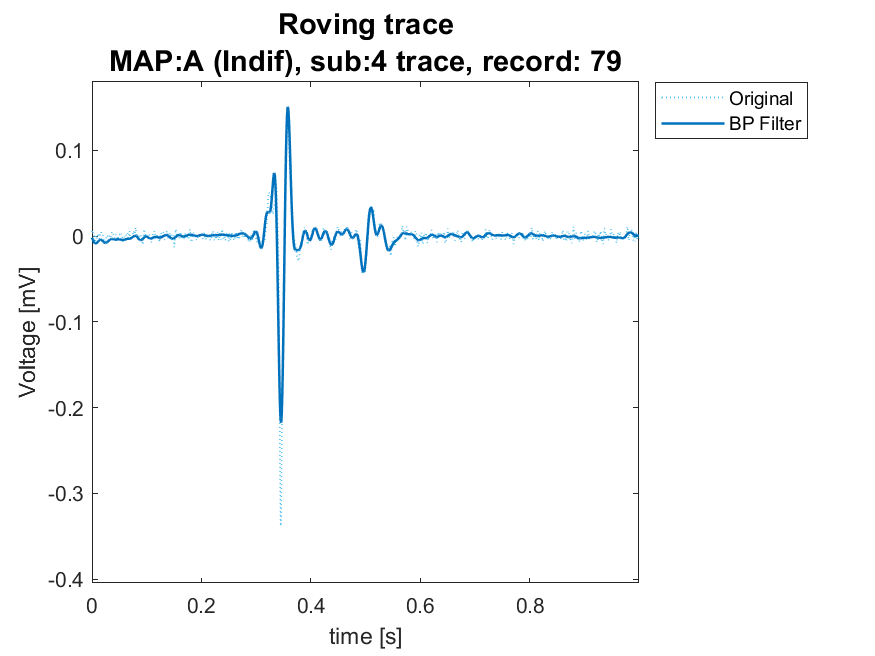 Roving trace
MAP:A (Indif), sub:4 trace, record: 79
Original
BP Filter
Voltage [mV]
0.1
0
-0.1
-0.2
-0.3
-0.4
0
0.2
0.4
0.6
0.8
time [s]